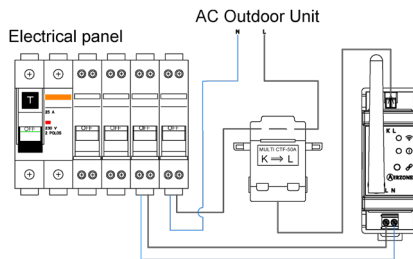 AC Outdoor Unit
Electrical panel
N L
T
25 A
230 V
2 POLOS
OFF OFF OFF OFF OFF
MULTI CTF-50A
K ⇒ L
K L
AIRZONE
L N